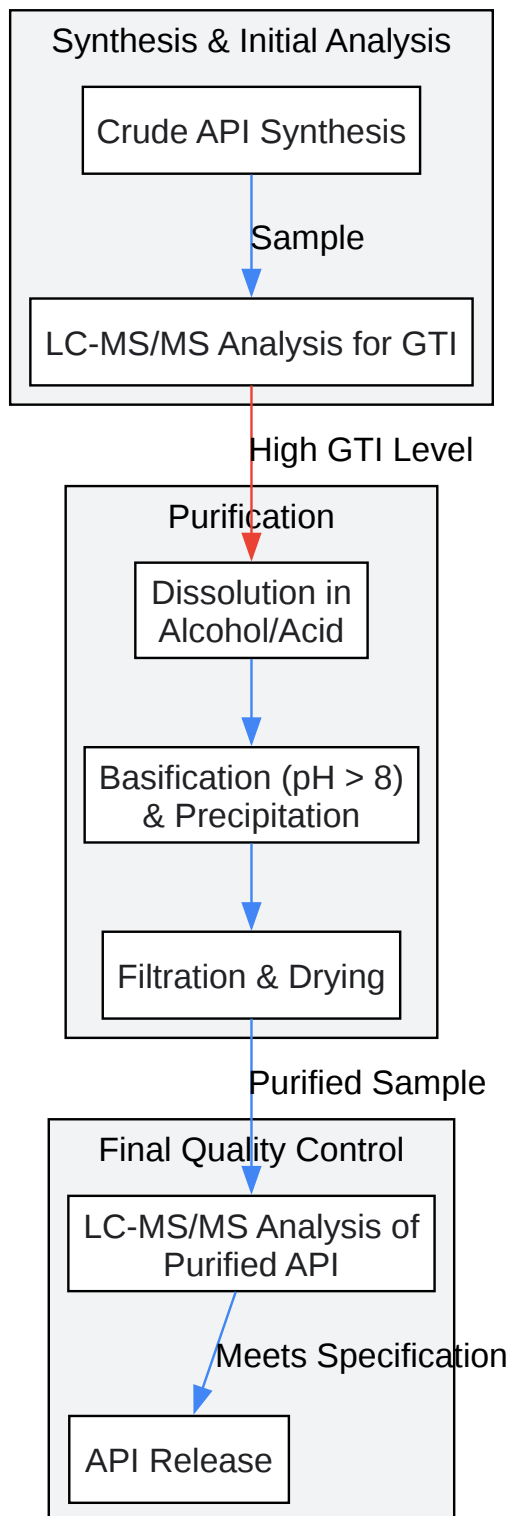 Synthesis & Initial Analysis
Crude API Synthesis
Sample
LC-MS/MS Analysis for GTI
High GTI Level
Purification
Dissolution in
Alcohol/Acid
Basification (pH > 8)
& Precipitation
Filtration & Drying
Purified Sample
Final Quality Control
LC-MS/MS Analysis of
Purified API
Meets Specification
API Release